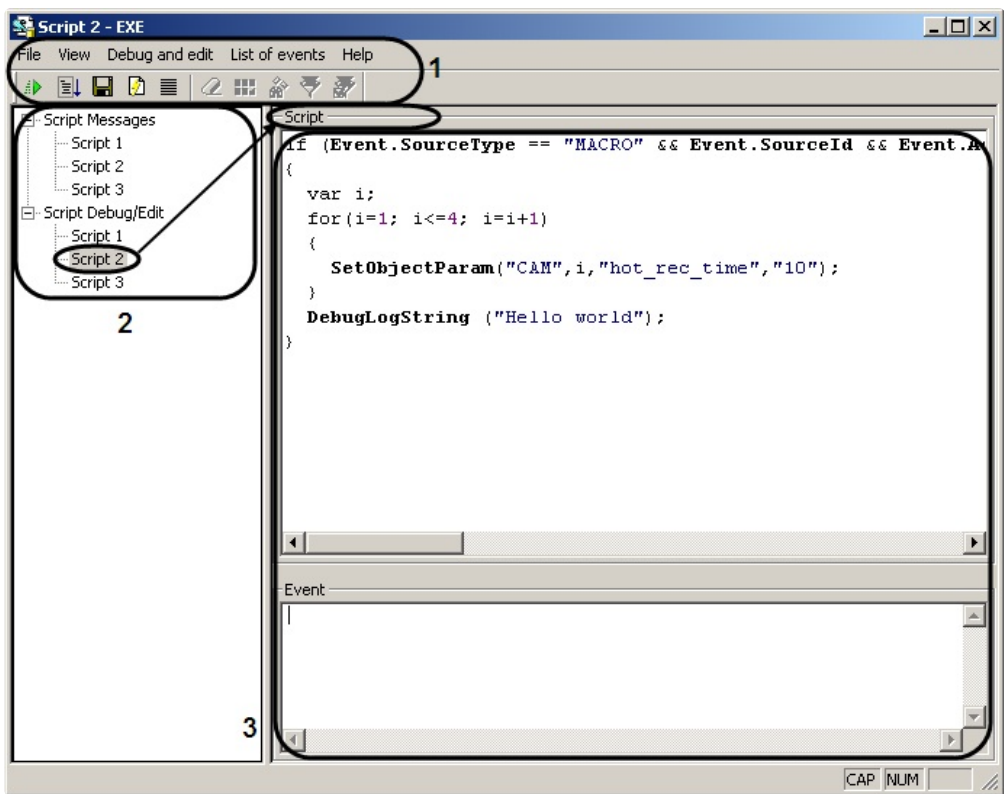 Script 2 - EXE
File View Debug and edit List of events Help
1
Script Messages
Script 1
Script 2
Script 3
Script Debug/Edit
Script 1
Script 2
Script 3
2
Script
if (Event.SourceType == "MACRO" && Event.SourceId && Event.A
{
var i;
for(i=1; i<=4; i=i+1)
{
SetObjectParam("CAM",i,"hot_rec_time","10");
}
DebugLogString ("Hello world");
}
Event
3
CAP NUM